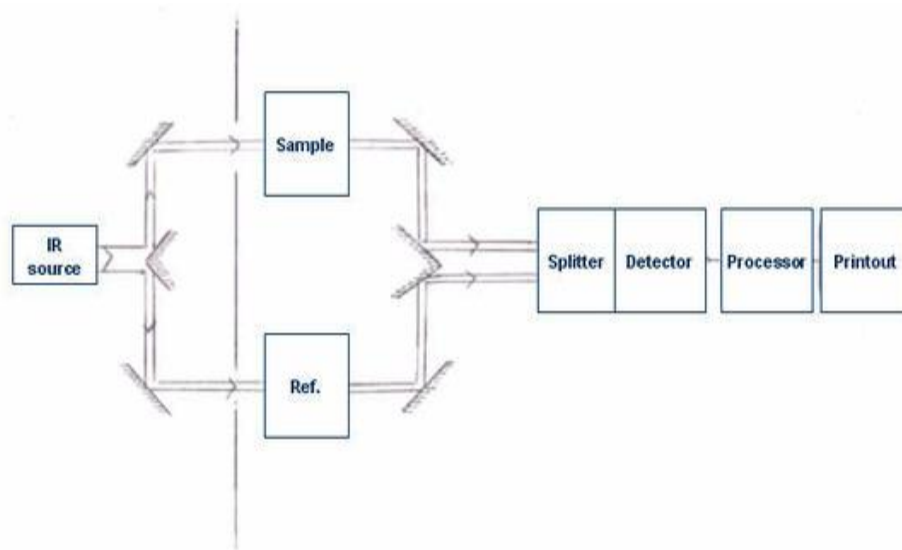 Sample
IR
source
Splitter
Detector
Processor
Printout
Ref.